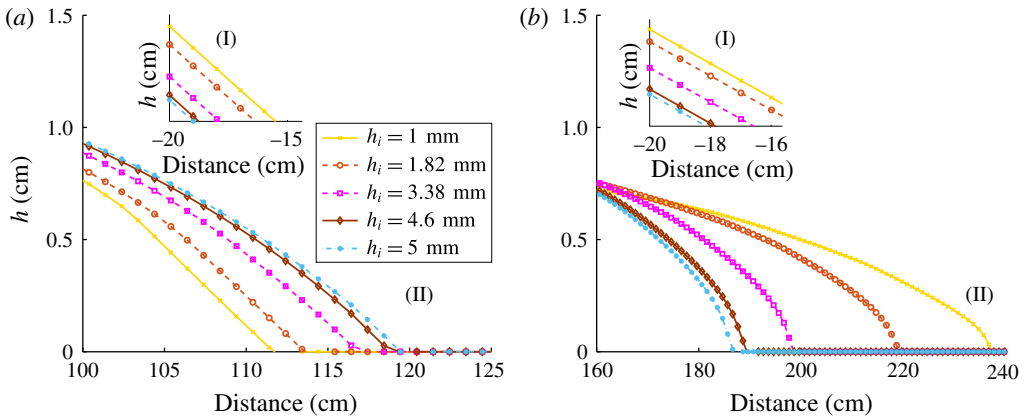 (a)
1.5
1.0
0.5
0
h (cm)
100 105 110 115 120 125
Distance (cm)
(I)
h (cm)
−20 −15
Distance (cm)
h_i = 1 mm
h_i = 1.82 mm
h_i = 3.38 mm
h_i = 4.6 mm
h_i = 5 mm
(II)
(b)
1.5
1.0
0.5
0
160 180 200 220 240
Distance (cm)
(I)
h (cm)
−20 −18 −16
Distance (cm)
(II)